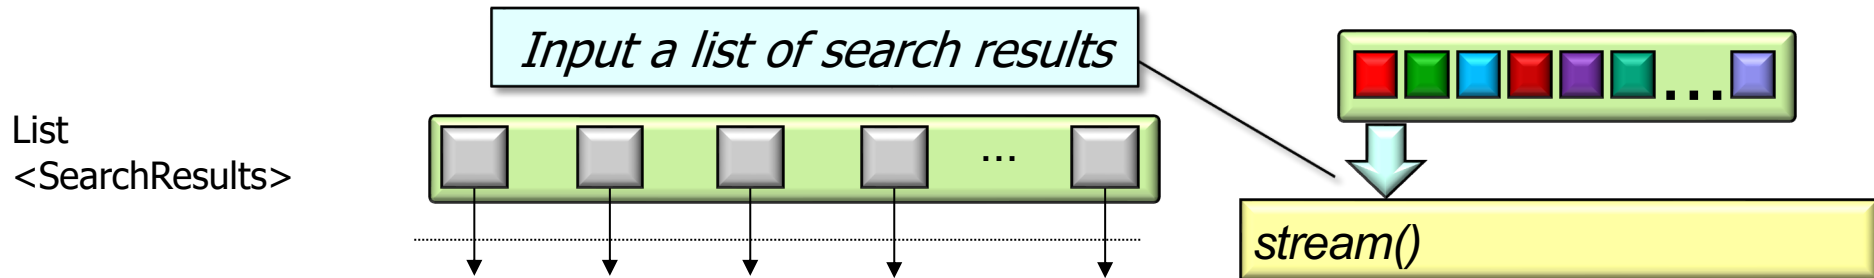 Input a list of search results
List
<SearchResults>
...
...
stream()